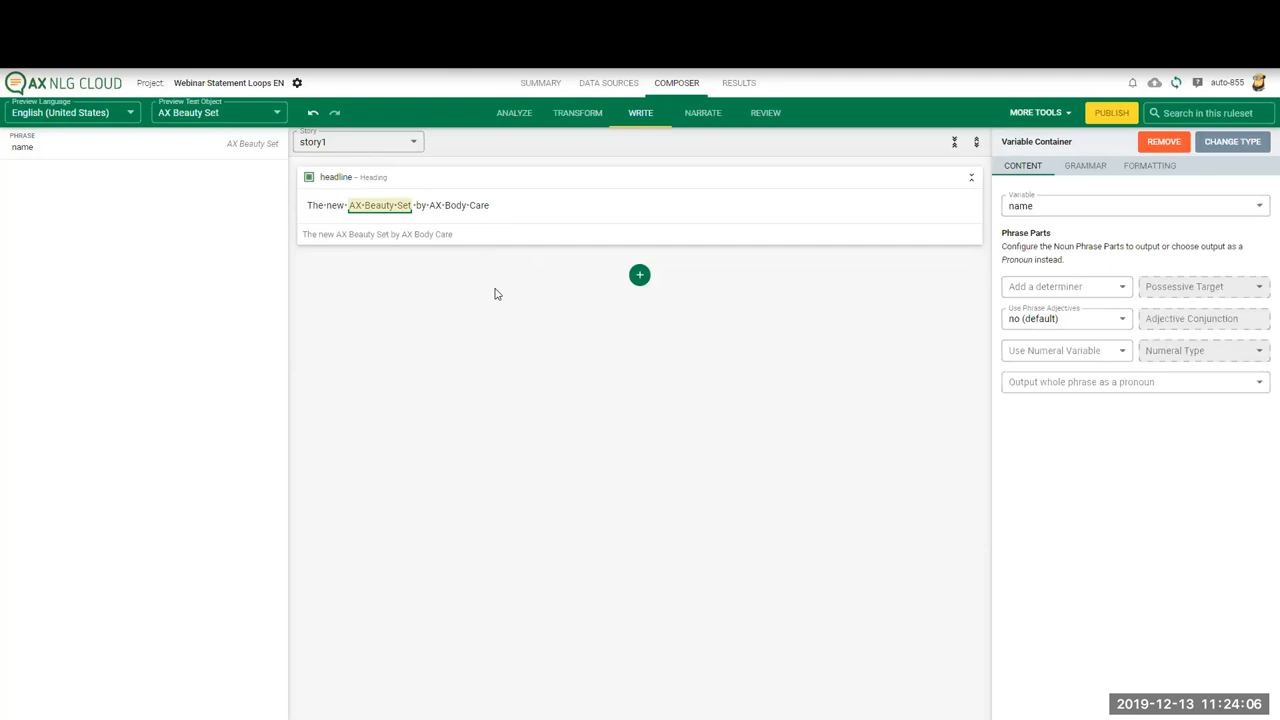 AX NLG CLOUD
Project: Webinar Statement Loops EN
SUMMARY DATA SOURCES COMPOSER RESULTS
auto-855
Preview Language
English (United States)
Preview Test Object
AX Beauty Set
ANALYZE TRANSFORM WRITE NARRATE REVIEW
MORE TOOLS
PUBLISH
Search in this ruleset
PHRASE
name
AX Beauty Set
Story
story1
headline – Heading
The·new·AX·Beauty·Set·by·AX·Body·Care
The new AX Beauty Set by AX Body Care
Variable Container
REMOVE
CHANGE TYPE
CONTENT GRAMMAR FORMATTING
Variable
name
Phrase Parts
Configure the Noun Phrase Parts to output or choose output as a
Pronoun instead.
Add a determiner
Possessive Target
Use Phrase Adjectives
no (default)
Adjective Conjunction
Use Numeral Variable
Numeral Type
Output whole phrase as a pronoun
2019-12-13 11:24:06